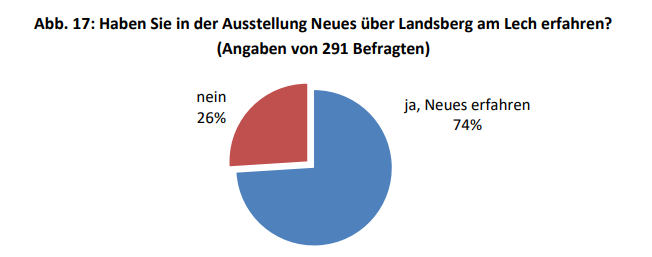 Abb. 17: Haben Sie in der Ausstellung Neues über Landsberg am Lech erfahren?
(Angaben von 291 Befragten)
nein
26%
ja, Neues erfahren
74%